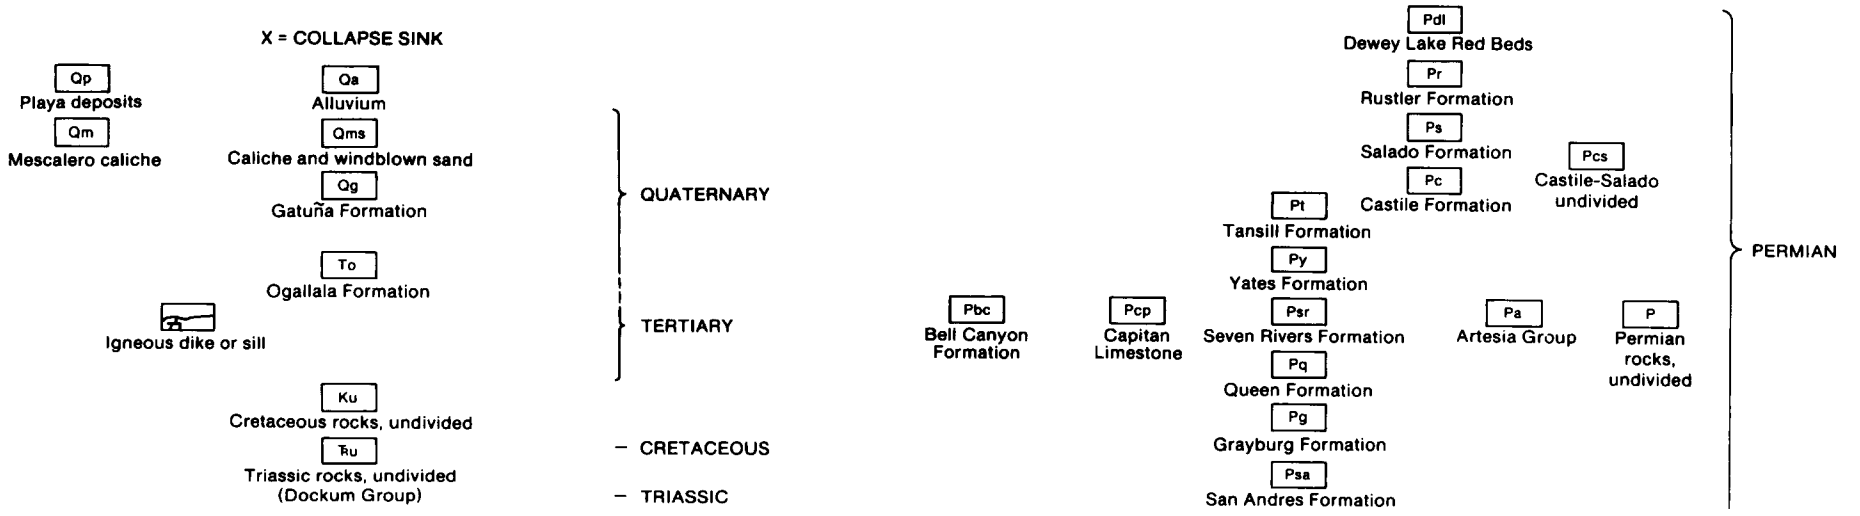 X = COLLAPSE SINK
Qp
Playa deposits
Qm
Mescalero caliche
Qa
Alluvium
Qms
Caliche and windblown sand
Qg
Gatuña Formation
To
Ogallala Formation
Igneous dike or sill
Ku
Cretaceous rocks, undivided
Ꞧu
Triassic rocks, undivided
(Dockum Group)
QUATERNARY
TERTIARY
– CRETACEOUS
– TRIASSIC
Pbc
Bell Canyon
Formation
Pcp
Capitan
Limestone
Pdl
Dewey Lake Red Beds
Pr
Rustler Formation
Ps
Salado Formation
Pc
Castile Formation
Pcs
Castile-Salado
undivided
Pt
Tansill Formation
Py
Yates Formation
Psr
Seven Rivers Formation
Pq
Queen Formation
Pg
Grayburg Formation
Psa
San Andres Formation
Pa
Artesia Group
P
Permian
rocks,
undivided
PERMIAN